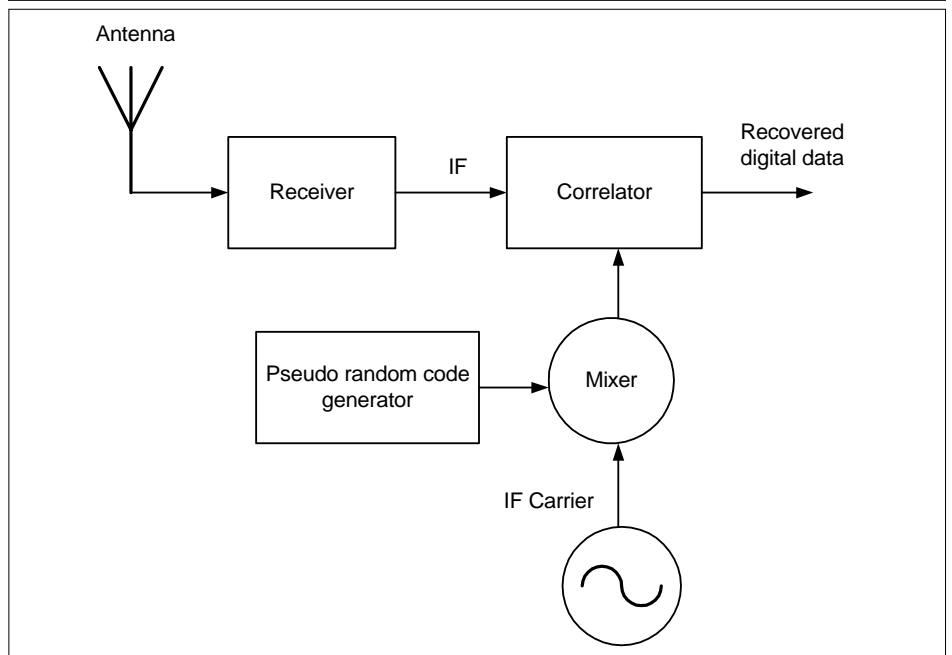 Antenna
Receiver
IF
Correlator
Recovered
digital data
Pseudo random code
generator
Mixer
IF Carrier